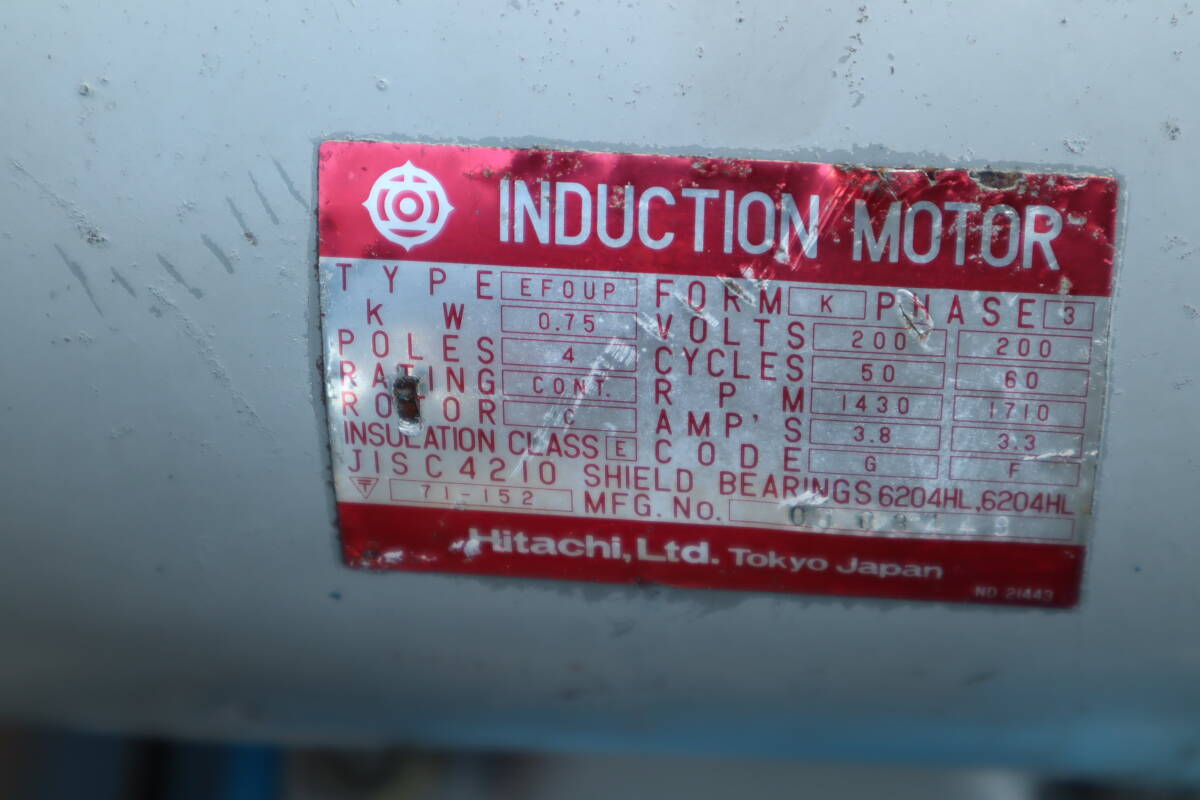 INDUCTION MOTOR
TYPE EFOUP FORM K PHASE 3
KW 0.75 VOLTS 200 200
POLES 4 CYCLES 50 60
RATING CONT. RPM 1430 1710
ROTOR C AMP'S 3.8 3.3
INSULATION CLASS E CODE G F
JISC4210 SHIELD BEARINGS 6204HL,6204HL
〒 71-152 MFG. NO.
Hitachi, Ltd. Tokyo Japan
ND 21443